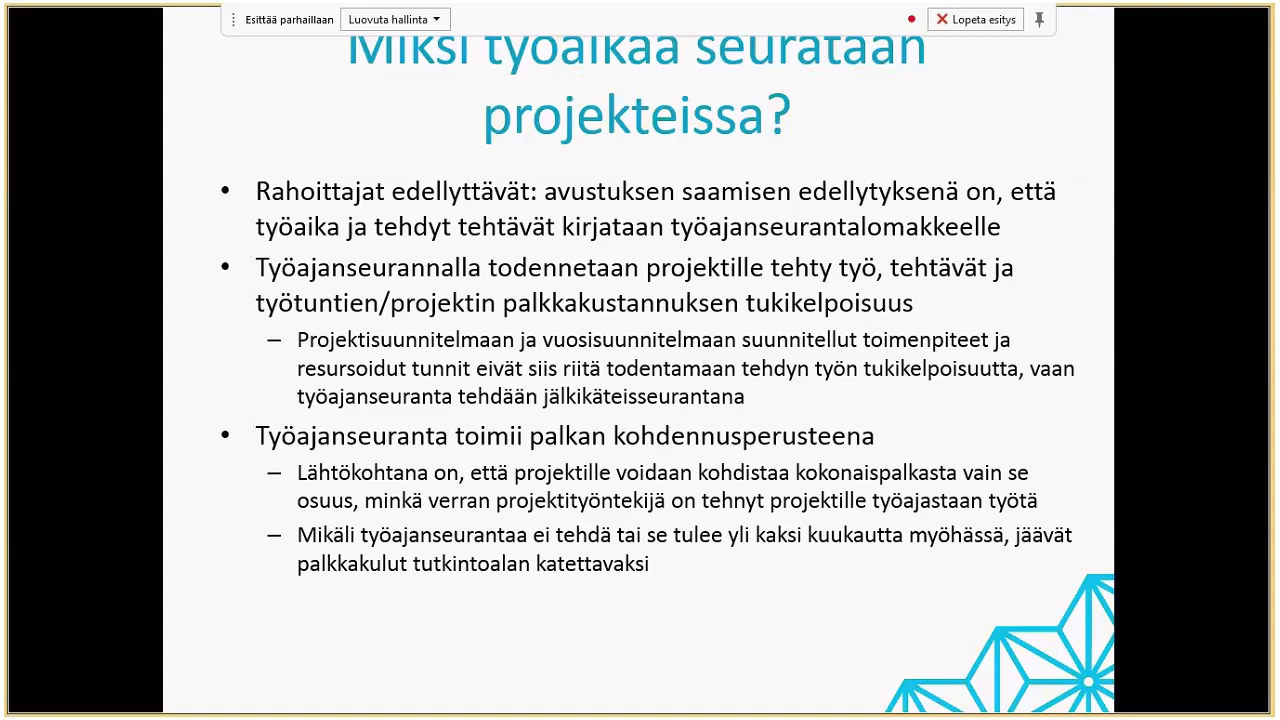 Esittää parhaillaan
Luovuta hallinta
Lopeta esitys
Miksi työaikaa seurataan
projekteissa?
• Rahoittajat edellyttävät: avustuksen saamisen edellytyksenä on, että
työaika ja tehdyt tehtävät kirjataan työajanseurantalomakkeelle
• Työajanseurannalla todennetaan projektille tehty työ, tehtävät ja
työtuntien/projektin palkkakustannuksen tukikelpoisuus
– Projektisuunnitelmaan ja vuosisuunnitelmaan suunnitellut toimenpiteet ja
resursoidut tunnit eivät siis riitä todentamaan tehdyn työn tukikelpoisuutta, vaan
työajanseuranta tehdään jälkikäteisseurantana
• Työajanseuranta toimii palkan kohdennusperusteena
– Lähtökohtana on, että projektille voidaan kohdistaa kokonaispalkasta vain se
osuus, minkä verran projektityöntekijä on tehnyt projektille työajastaan työtä
– Mikäli työajanseurantaa ei tehdä tai se tulee yli kaksi kuukautta myöhässä, jäävät
palkkakulut tutkintoalan katettavaksi